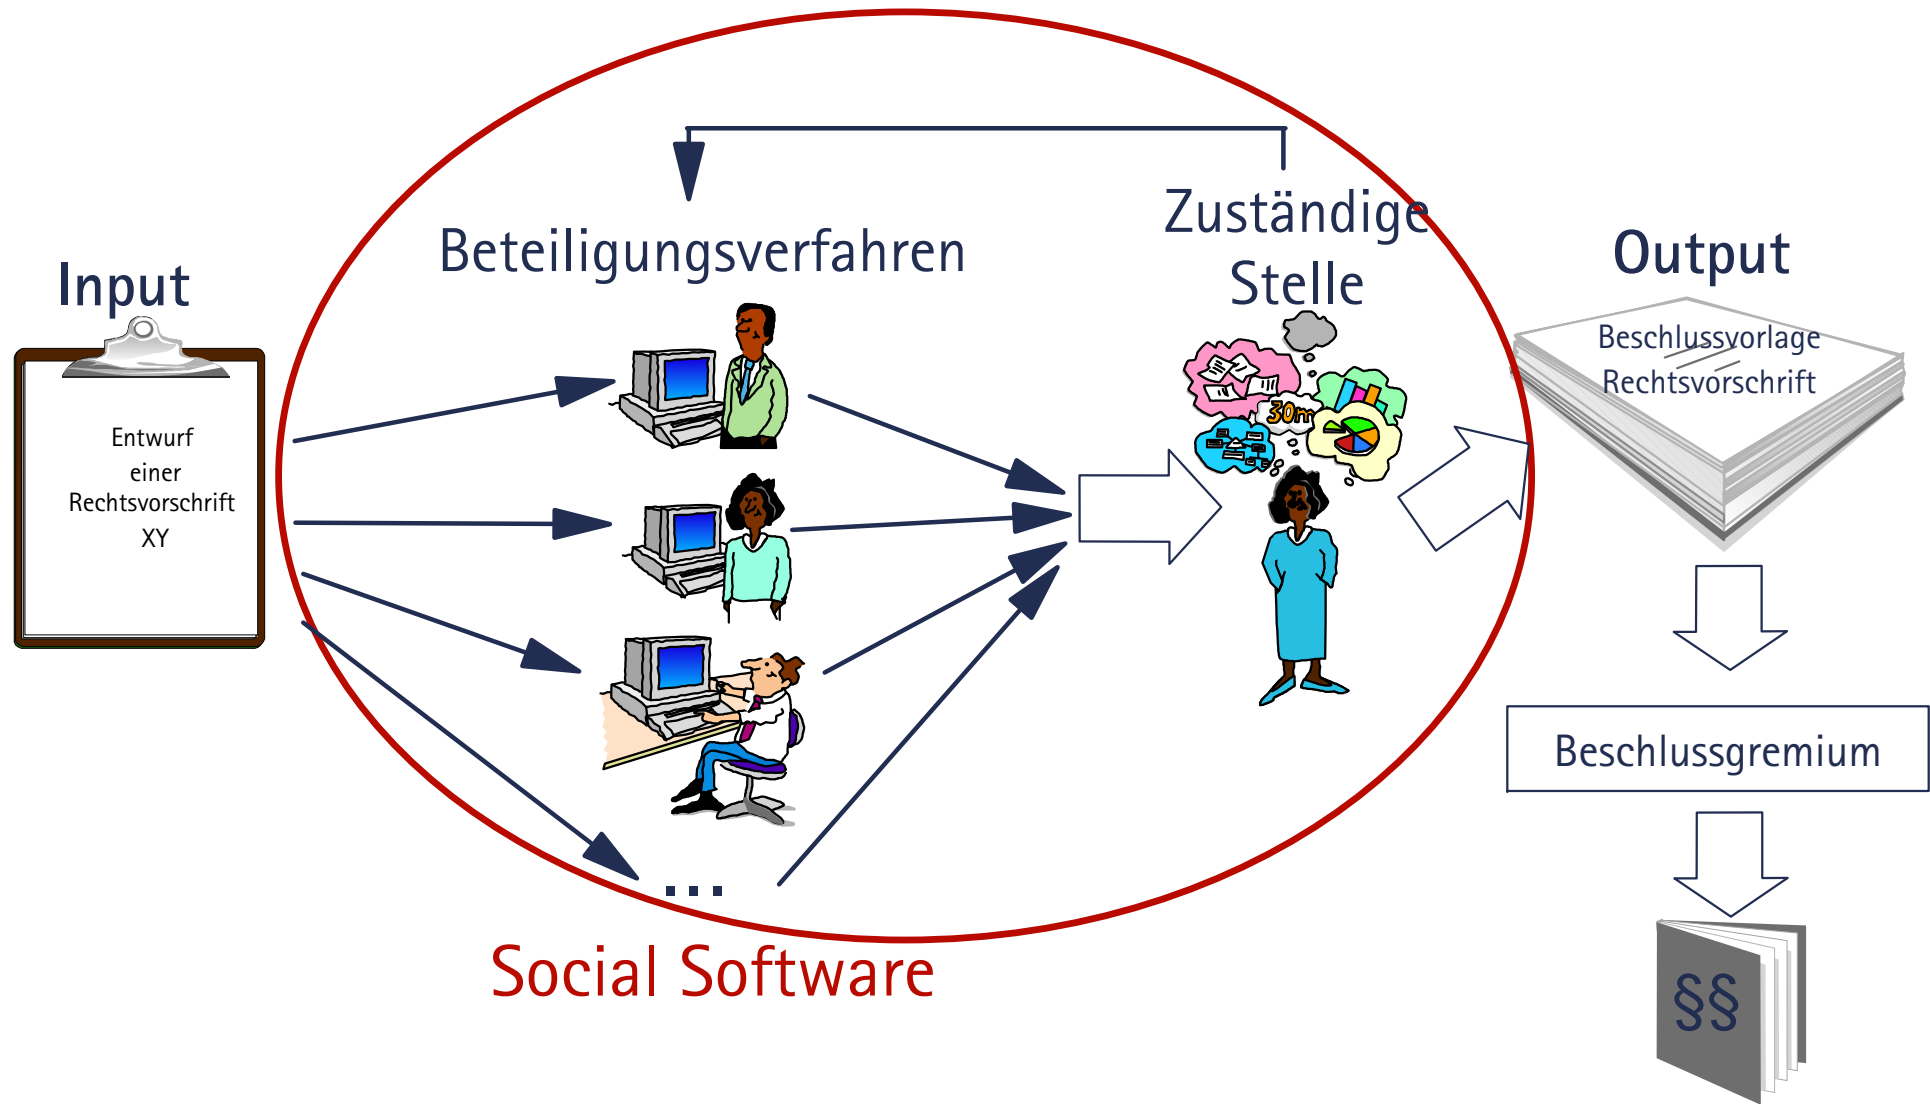 Input
Entwurf
einer
Rechtsvorschrift
XY
Beteiligungsverfahren
...
Zuständige
Stelle
30m
Output
Beschlussvorlage
Rechtsvorschrift
Beschlussgremium
§§
Social Software